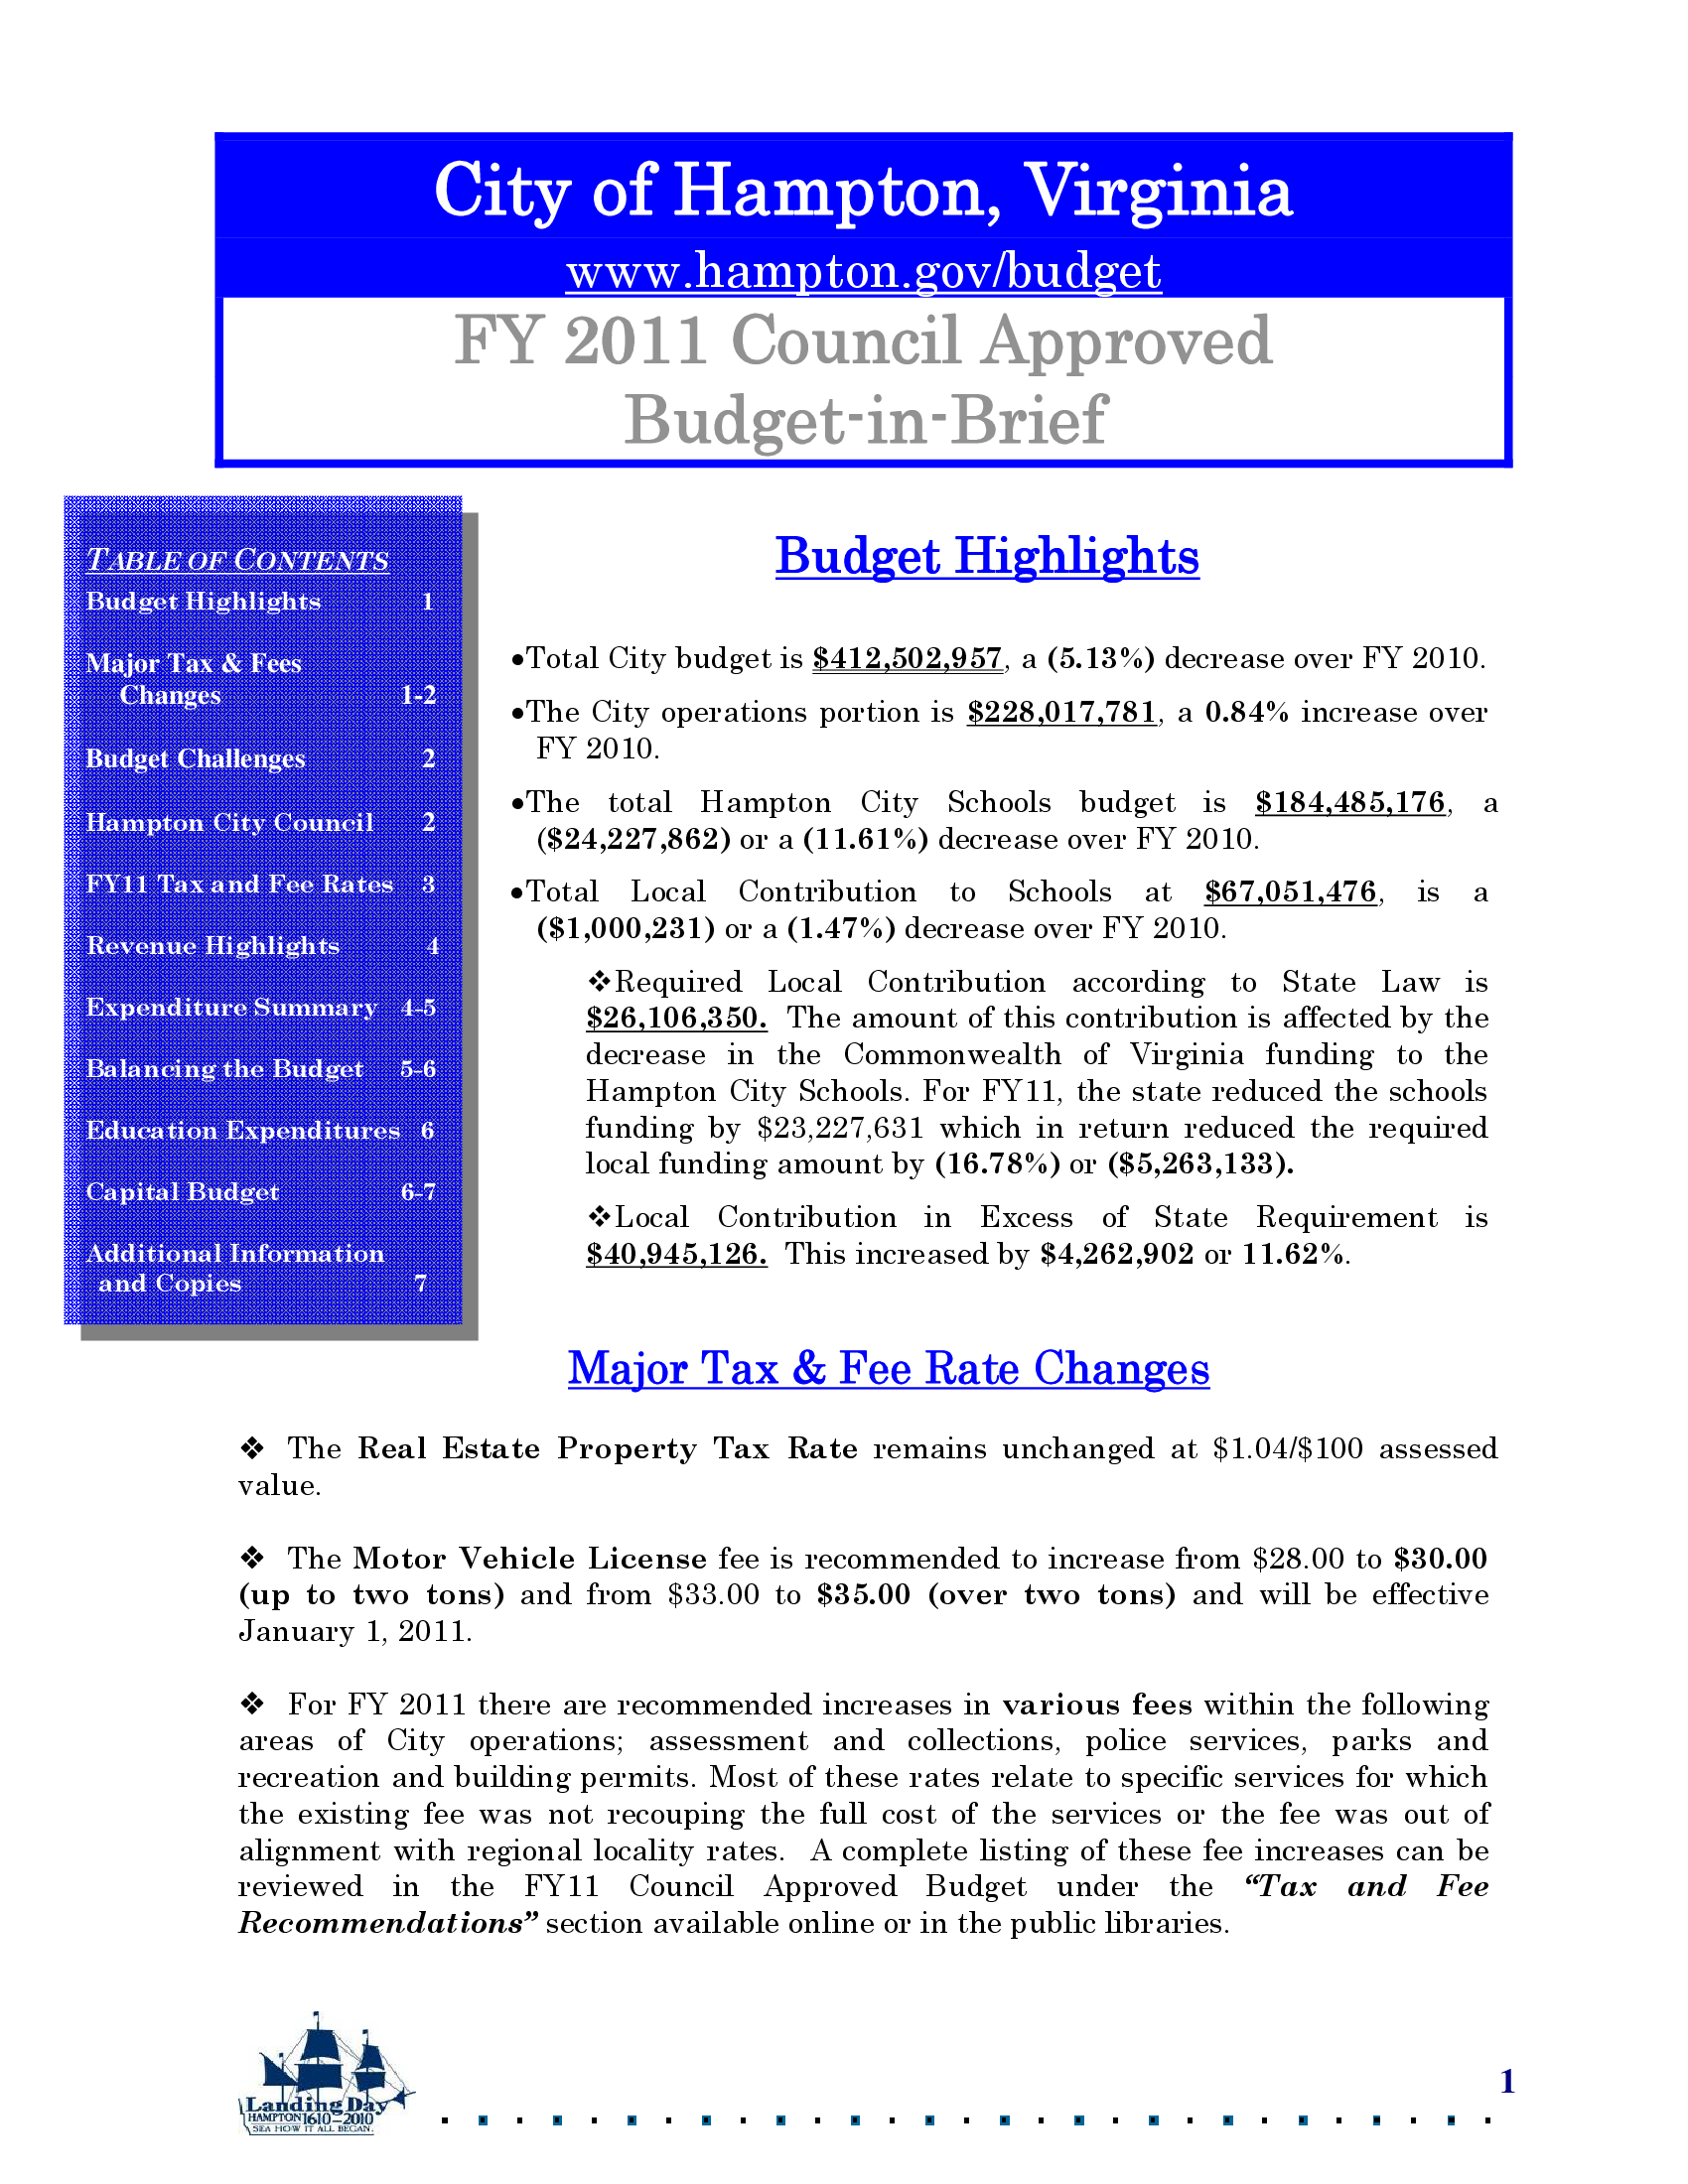 City of Hampton, Virginia
www.hampton.gov/budget
FY 2011 Council Approved
Budget-in-Brief
TABLE OF CONTENTS
Budget Highlights 1
Major Tax & Fees
Changes 1-2
Budget Challenges 2
Hampton City Council 2
FY11 Tax and Fee Rates 3
Revenue Highlights 4
Expenditure Summary 4-5
Balancing the Budget 5-6
Education Expenditures 6
Capital Budget 6-7
Additional Information
and Copies 7
Budget Highlights
•Total City budget is $412,502,957, a (5.13%) decrease over FY 2010.
•The City operations portion is $228,017,781, a 0.84% increase over
FY 2010.
•The total Hampton City Schools budget is $184,485,176, a
($24,227,862) or a (11.61%) decrease over FY 2010.
•Total Local Contribution to Schools at $67,051,476, is a
($1,000,231) or a (1.47%) decrease over FY 2010.
❖Required Local Contribution according to State Law is
$26,106,350. The amount of this contribution is affected by the
decrease in the Commonwealth of Virginia funding to the
Hampton City Schools. For FY11, the state reduced the schools
funding by $23,227,631 which in return reduced the required
local funding amount by (16.78%) or ($5,263,133).
❖Local Contribution in Excess of State Requirement is
$40,945,126. This increased by $4,262,902 or 11.62%.
Major Tax & Fee Rate Changes
❖ The Real Estate Property Tax Rate remains unchanged at $1.04/$100 assessed
value.
❖ The Motor Vehicle License fee is recommended to increase from $28.00 to $30.00
(up to two tons) and from $33.00 to $35.00 (over two tons) and will be effective
January 1, 2011.
❖ For FY 2011 there are recommended increases in various fees within the following
areas of City operations; assessment and collections, police services, parks and
recreation and building permits. Most of these rates relate to specific services for which
the existing fee was not recouping the full cost of the services or the fee was out of
alignment with regional locality rates. A complete listing of these fee increases can be
reviewed in the FY11 Council Approved Budget under the “Tax and Fee
Recommendations” section available online or in the public libraries.
Landing Day
HAMPTON 1610–2010
SEA HOW IT ALL BEGAN.
1